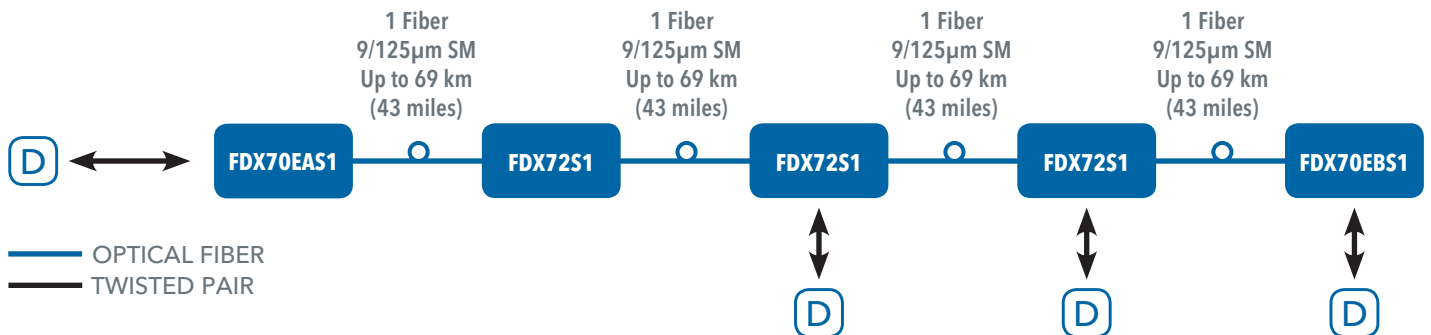 1 Fiber
9/125µm SM
Up to 69 km
(43 miles)
1 Fiber
9/125µm SM
Up to 69 km
(43 miles)
1 Fiber
9/125µm SM
Up to 69 km
(43 miles)
1 Fiber
9/125µm SM
Up to 69 km
(43 miles)
D
FDX70EAS1
FDX72S1
FDX72S1
FDX72S1
FDX70EBS1
OPTICAL FIBER
TWISTED PAIR
D
D
D